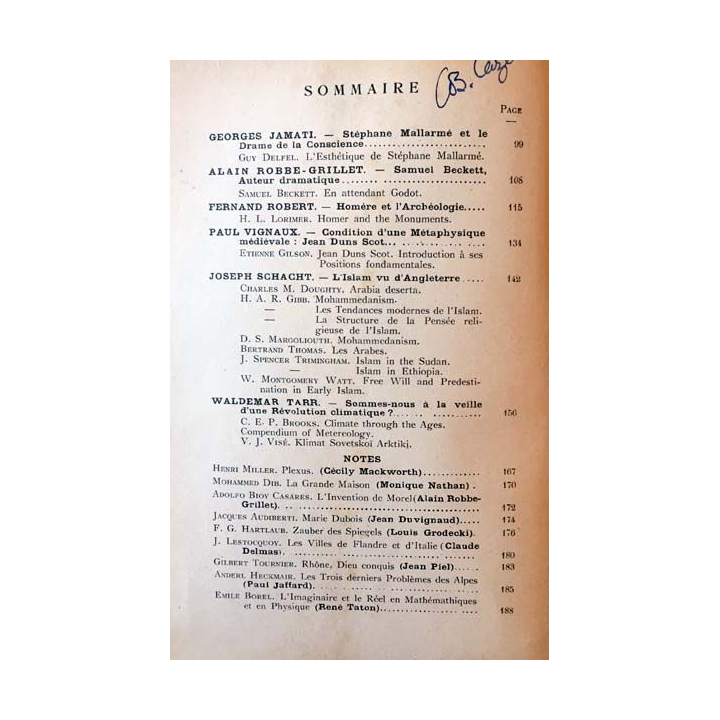 SOMMAIRE
PAGE
GEORGES JAMATI. — Stéphane Mallarmé et le
Drame de la Conscience........................ 99
GUY DELFEL. L'Esthétique de Stéphane Mallarmé.
ALAIN ROBBE-GRILLET. — Samuel Beckett,
Auteur dramatique............................. 108
SAMUEL BECKETT. En attendant Godot.
FERNAND ROBERT. — Homére et l'Archéologie..... 115
H. L. LORIMER. Homer and the Monuments.
PAUL VIGNAUX. — Condition d'une Métaphysique
médiévale : Jean Duns Scot.................... 134
ETIENNE GILSON. Jean Duns Scot. Introduction à ses
Positions fondamentales.
JOSEPH SCHACHT. — L'Islam vu d'Angleterre ..... 142
CHARLES M. DOUGHTY. Arabia deserta.
H. A. R. GIBB. Mohammedanism.
— Les Tendances modernes de l'Islam.
— La Structure de la Pensée reli-
gieuse de l'Islam.
D. S. MARGOLIOUTH. Mohammedanism.
BERTRAND THOMAS. Les Arabes.
J. SPENCER TRIMINGHAM. Islam in the Sudan.
— Islam in Ethiopia.
W. MONTGOMERY WATT. Free Will and Predesti-
nation in Early Islam.
WALDEMAR TARR. — Sommes-nous à la veille
d'une Révolution climatique ?................. 156
C. E. P. BROOKS. Climate through the Ages.
Compendium of Metereology.
V. J. VISÉ. Klimat Sovetskoï Arktikj.
NOTES
HENRI MILLER. Plexus. (Cécily Mackworth)............. 167
MOHAMMED DIB. La Grande Maison (Monique Nathan) . 170
ADOLFO BIOY CASARES. L'Invention de Morel (Alain Robbe-
Grillet). ........................................ 172
JACQUES AUDIBERTI. Marie Dubois (Jean Duvignaud)..... 174
F. G. HARTLAUB. Zauber des Spiegels (Louis Grodecki). 176
J. LESTOCQUOY. Les Villes de Flandre et d'Italie (Claude
Delmas). ........................................ 180
GILBERT TOURNIER. Rhône, Dieu conquis (Jean Piel)...... 183
ANDERL HECKMAIR. Les Trois derniers Problèmes des Alpes
(Paul Jaffard). .................................. 185
EMILE BOREL. L'Imaginaire et le Réel en Mathémathiques
et en Physique (René Taton)..................... 188